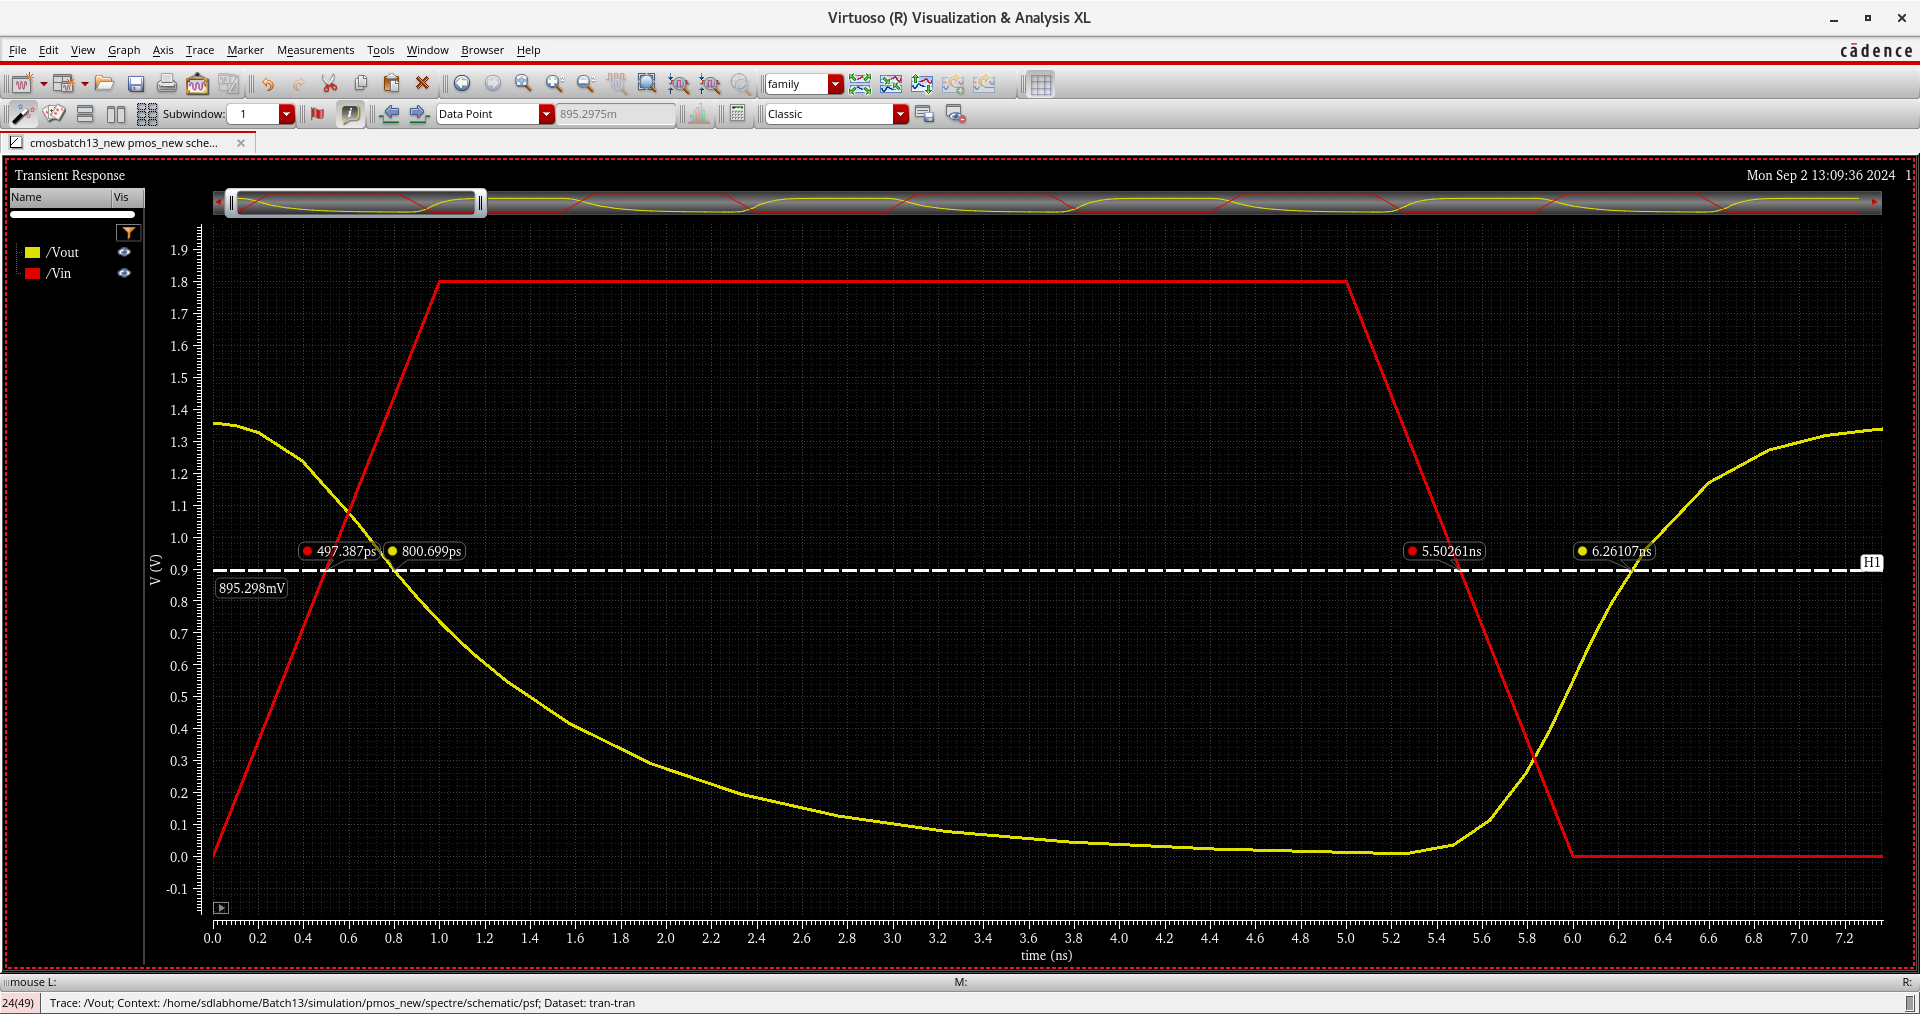 Virtuoso (R) Visualization & Analysis XL
File Edit View Graph Axis Trace Marker Measurements Tools Window Browser Help
cādence
family
Subwindow: 1
Data Point
895.2975m
Classic
cmosbatch13_new pmos_new sche...
Transient Response
Mon Sep 2 13:09:36 2024 1
Name Vis
/Vout
/Vin
V (V)
1.9
1.8
1.7
1.6
1.5
1.4
1.3
1.2
1.1
1.0
0.9
0.8
0.7
0.6
0.5
0.4
0.3
0.2
0.1
0.0
-0.1
497.387ps
800.699ps
5.50261ns
6.26107ns
H1
895.298mV
0.0 0.2 0.4 0.6 0.8 1.0 1.2 1.4 1.6 1.8 2.0 2.2 2.4 2.6 2.8 3.0 3.2 3.4 3.6 3.8 4.0 4.2 4.4 4.6 4.8 5.0 5.2 5.4 5.6 5.8 6.0 6.2 6.4 6.6 6.8 7.0 7.2
time (ns)
mouse L: M: R:
24(49) Trace: /Vout; Context: /home/sdlabhome/Batch13/simulation/pmos_new/spectre/schematic/psf; Dataset: tran-tran